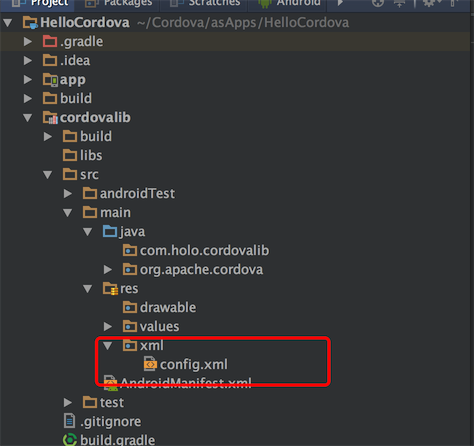 Project Packages Scratches Android
HelloCordova ~/Cordova/asApps/HelloCordova
.gradle
.idea
app
build
cordovalib
build
libs
src
androidTest
main
java
com.holo.cordovalib
org.apache.cordova
res
drawable
values
xml
config.xml
AndroidManifest.xml
test
.gitignore
build.gradle